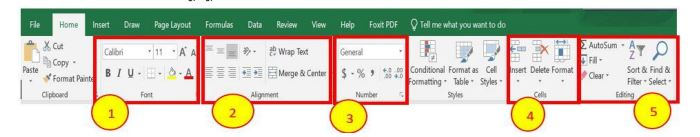 File Home Insert Draw Page Layout Formulas Data Review View Help Foxit PDF Tell me what you want to do
Cut
Copy
Paste
Format Painte
Clipboard
Calibri 11 A A
B I U A
Font
Wrap Text
Merge & Center
Alignment
General
$ % , .00 .00
Number
Conditional Format as Cell
Formatting Table Styles
Styles
Insert Delete Format
Cells
Σ AutoSum
Fill
Clear
Sort & Find &
Filter Select
Editing
1 2 3 4 5